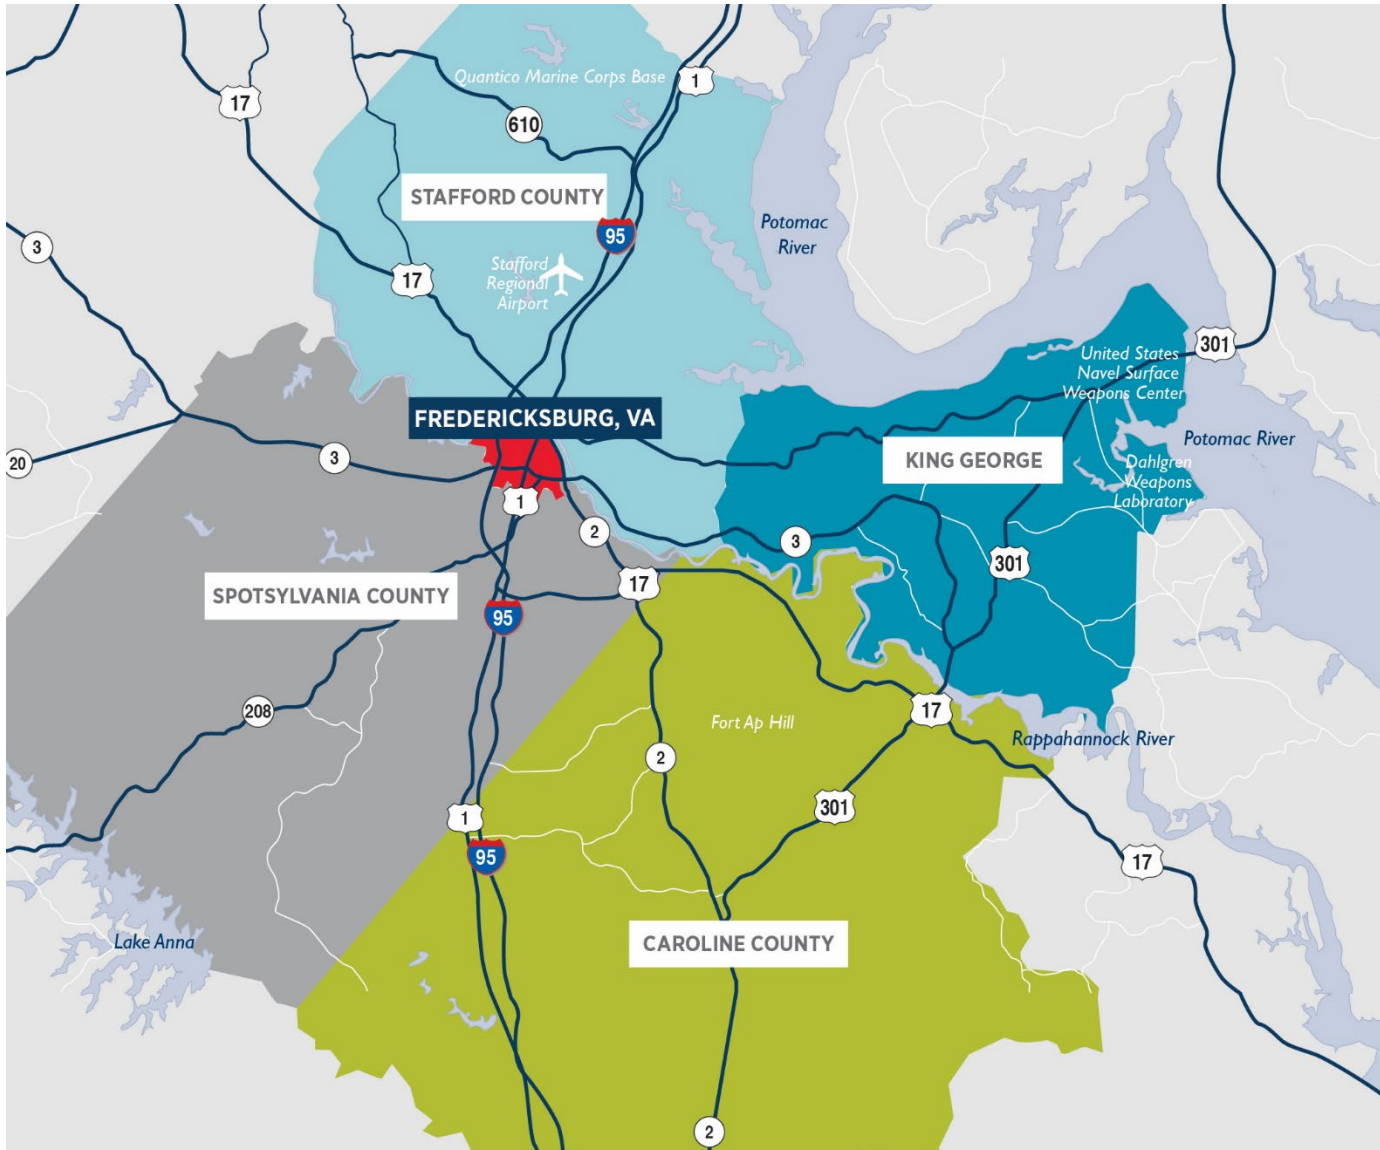 Quantico Marine Corps Base
1
17
610
STAFFORD COUNTY
Potomac
River
95
3
Stafford
Regional
Airport
17
301
United States
Navel Surface
Weapons Center
FREDERICKSBURG, VA
Potomac River
KING GEORGE
3
20
Dahlgren
Weapons
Laboratory
1
2
3
301
17
SPOTSYLVANIA COUNTY
95
208
17
Fort Ap Hill
Rappahannock River
2
301
1
95
17
Lake Anna
CAROLINE COUNTY
2